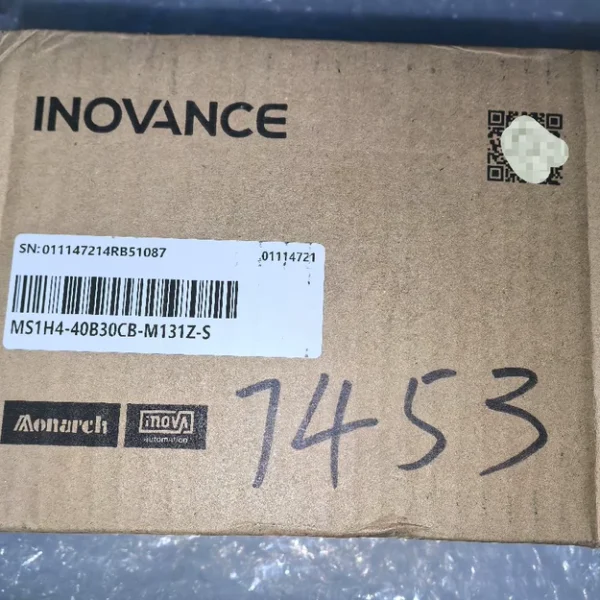 INOVANCE
SN:011147214RB51087
01114721
MS1H4-40B30CB-M131Z-S
Monarch
inovA
automation
7453